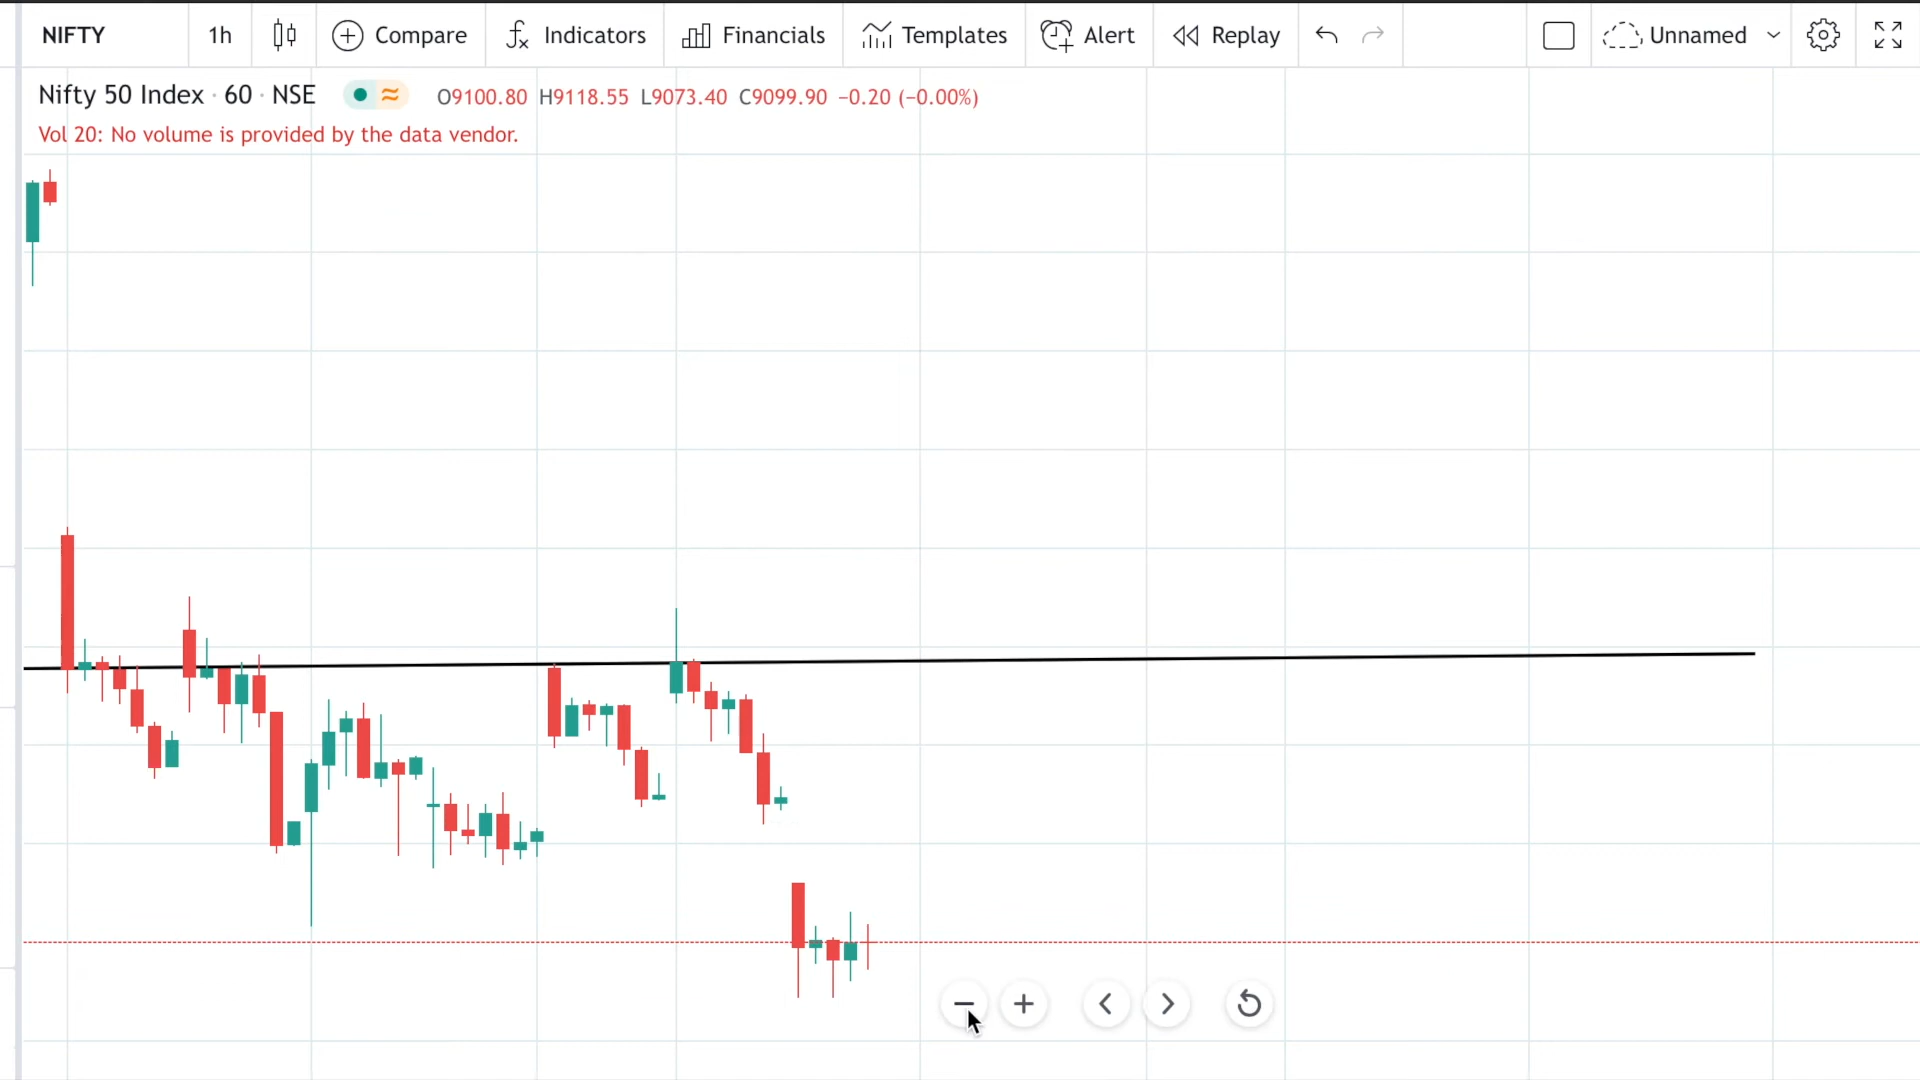 NIFTY 1h Compare Indicators Financials Templates Alert Replay Unnamed
Nifty 50 Index · 60 · NSE O9100.80 H9118.55 L9073.40 C9099.90 −0.20 (−0.00%)
Vol 20: No volume is provided by the data vendor.